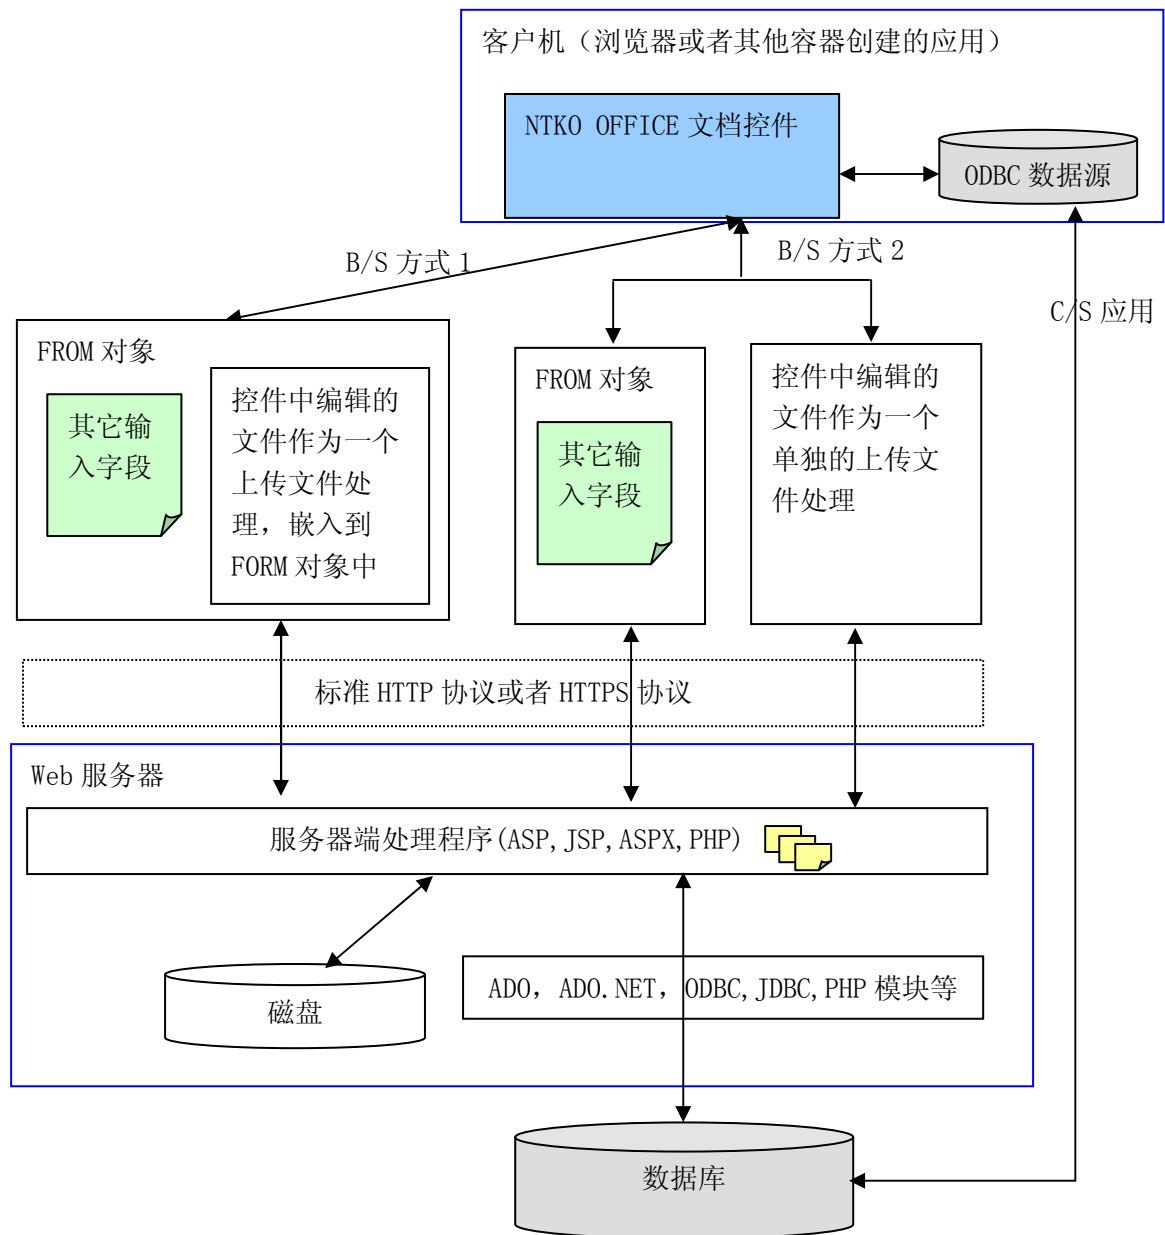 客户机（浏览器或者其他容器创建的应用）
NTKO OFFICE 文档控件
ODBC 数据源
B/S 方式 1
B/S 方式 2
C/S 应用
FROM 对象
其它输
入字段
控件中编辑的
文件作为一个
上传文件处
理，嵌入到
FORM 对象中
FROM 对象
其它输
入字段
控件中编辑的
文件作为一个
单独的上传文
件处理
标准 HTTP 协议或者 HTTPS 协议
Web 服务器
服务器端处理程序(ASP,JSP,ASPX,PHP)
磁盘
ADO，ADO.NET，ODBC,JDBC,PHP 模块等
数据库